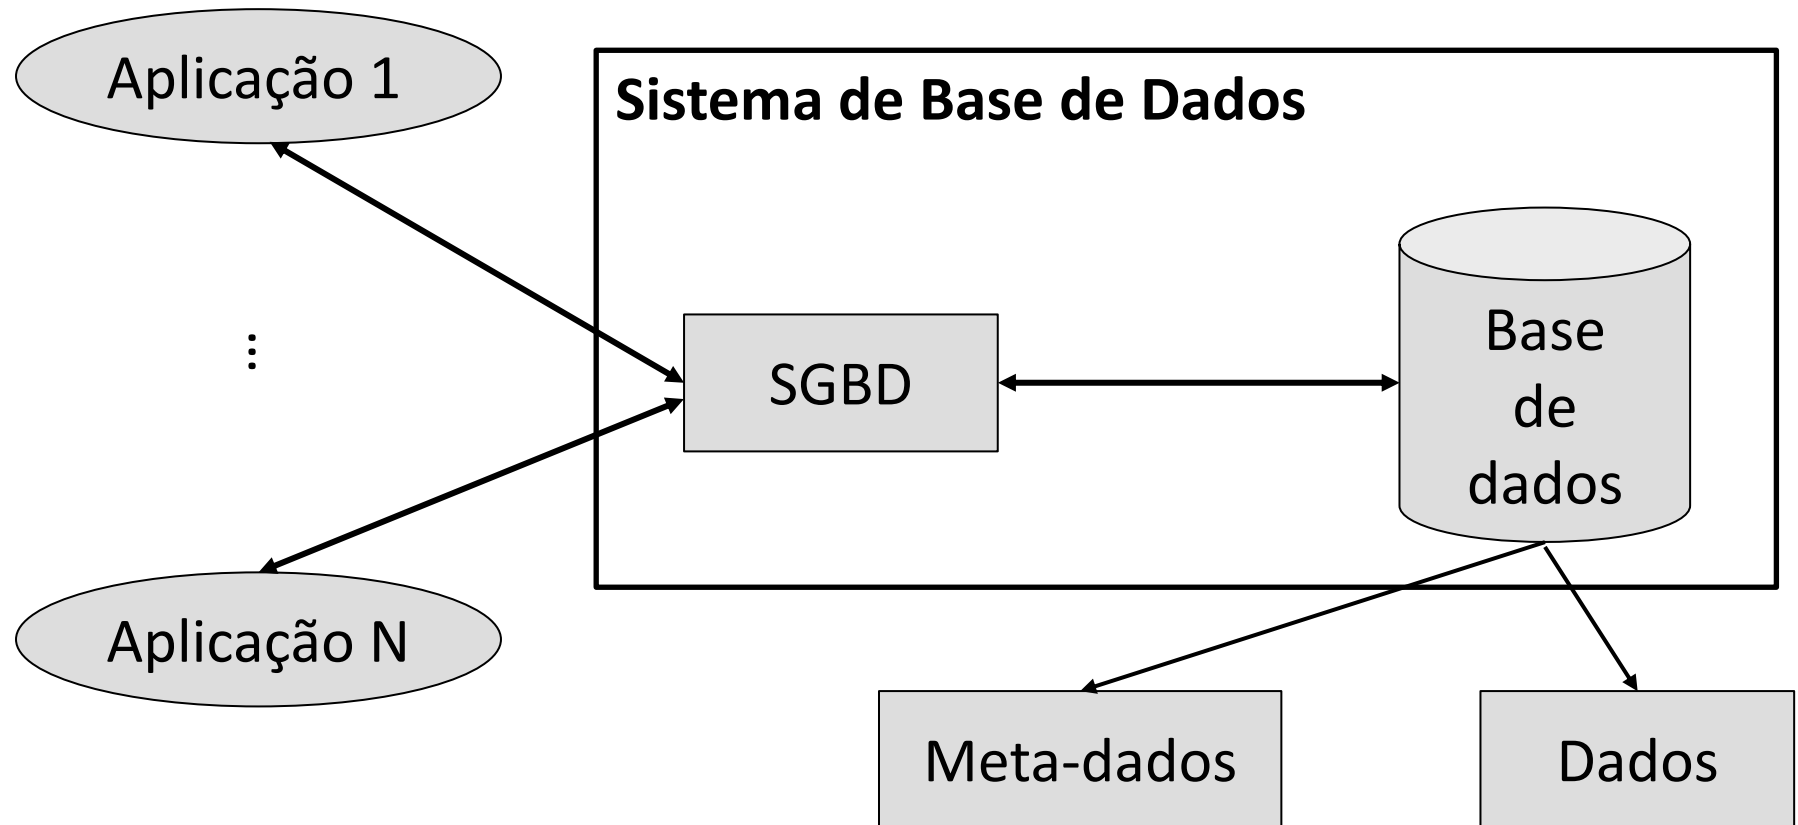 Aplicação 1
Sistema de Base de Dados
...
SGBD
Base
de
dados
Aplicação N
Meta-dados
Dados